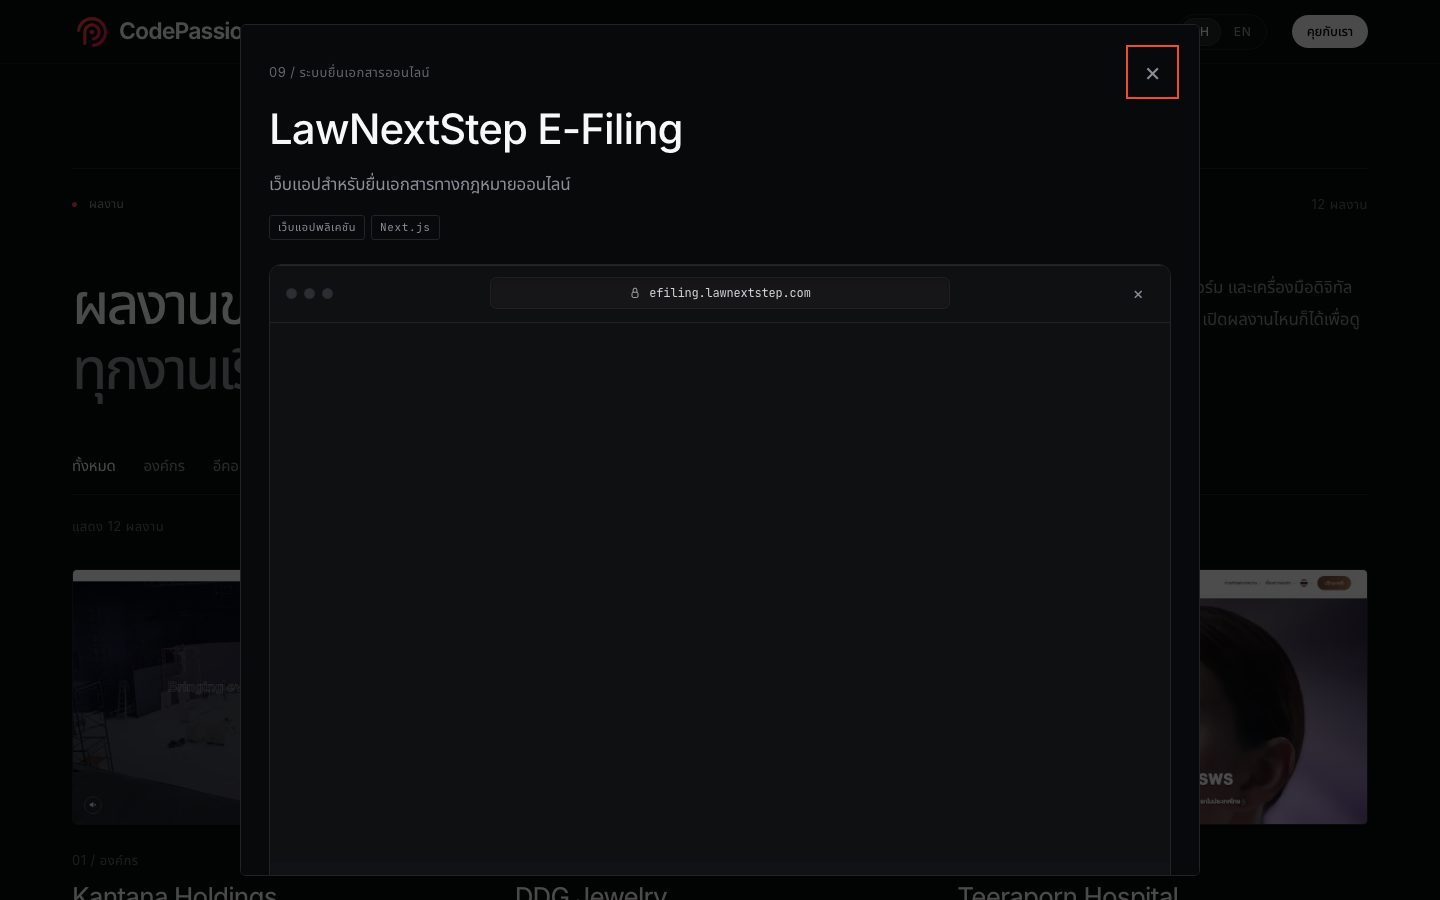 CodePassio
H
EN
คุยกับเรา
09 / ระบบยื่นเอกสารออนไลน์
LawNextStep E-Filing
เว็บแอปสำหรับยื่นเอกสารทางกฎหมายออนไลน์
เว็บแอปพลิเคชัน
Next.js
efiling.lawnextstep.com
ผลงาน
12 ผลงาน
ผลงานข
ทุกงานเ
ร์ม และเครื่องมือดิจิทัล
เปิดผลงานไหนก็ได้เพื่อดู
ทั้งหมด
องค์กร
อีคอ
แสดง 12 ผลงาน
Bringing
01 / องค์กร
Kantana Holdings
DDG Jewelry
Teeraporn Hospital